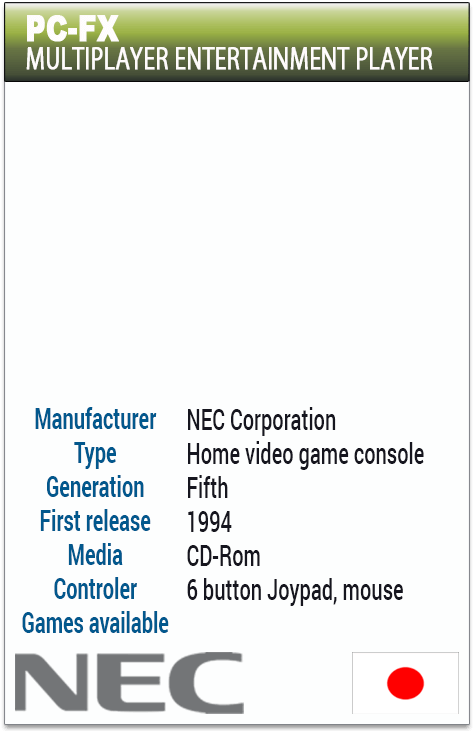 PC-FX
MULTIPLAYER ENTERTAINMENT PLAYER
Manufacturer NEC Corporation
Type Home video game console
Generation Fifth
First release 1994
Media CD-Rom
Controler 6 button Joypad, mouse
Games available
NEC